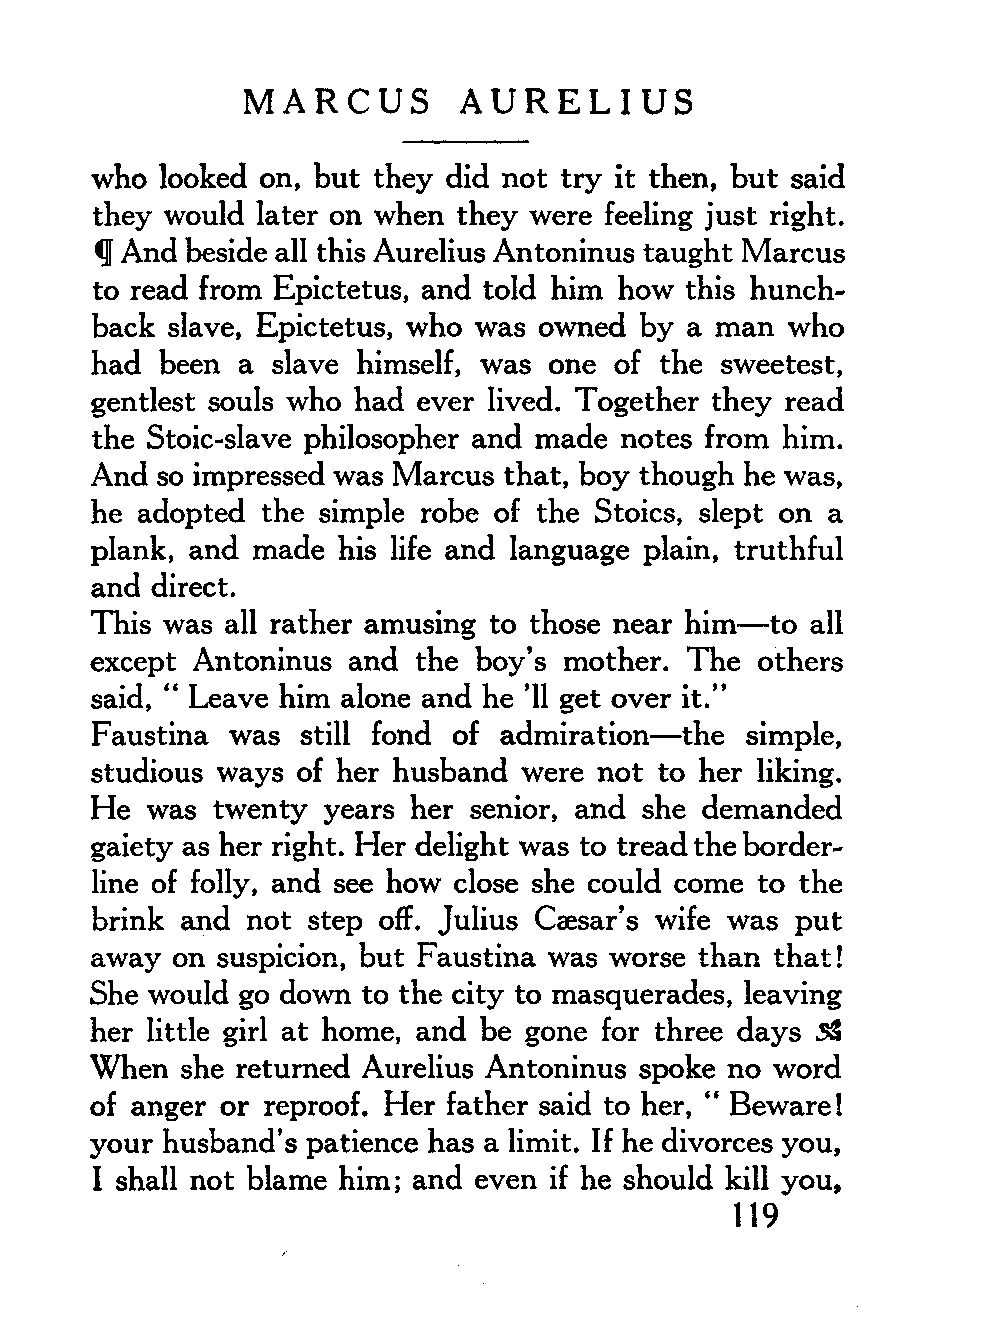 MARCUS AURELIUS
who looked on, but they did not try it then, but said
they would later on when they were feeling just right.
¶ And beside all this Aurelius Antoninus taught Marcus
to read from Epictetus, and told him how this hunch-
back slave, Epictetus, who was owned by a man who
had been a slave himself, was one of the sweetest,
gentlest souls who had ever lived. Together they read
the Stoic-slave philosopher and made notes from him.
And so impressed was Marcus that, boy though he was,
he adopted the simple robe of the Stoics, slept on a
plank, and made his life and language plain, truthful
and direct.
This was all rather amusing to those near him—to all
except Antoninus and the boy's mother. The others
said, “ Leave him alone and he 'll get over it.”
Faustina was still fond of admiration—the simple,
studious ways of her husband were not to her liking.
He was twenty years her senior, and she demanded
gaiety as her right. Her delight was to tread the border-
line of folly, and see how close she could come to the
brink and not step off. Julius Cæsar's wife was put
away on suspicion, but Faustina was worse than that!
She would go down to the city to masquerades, leaving
her little girl at home, and be gone for three days
When she returned Aurelius Antoninus spoke no word
of anger or reproof. Her father said to her, “ Beware!
your husband's patience has a limit. If he divorces you,
I shall not blame him; and even if he should kill you,
119